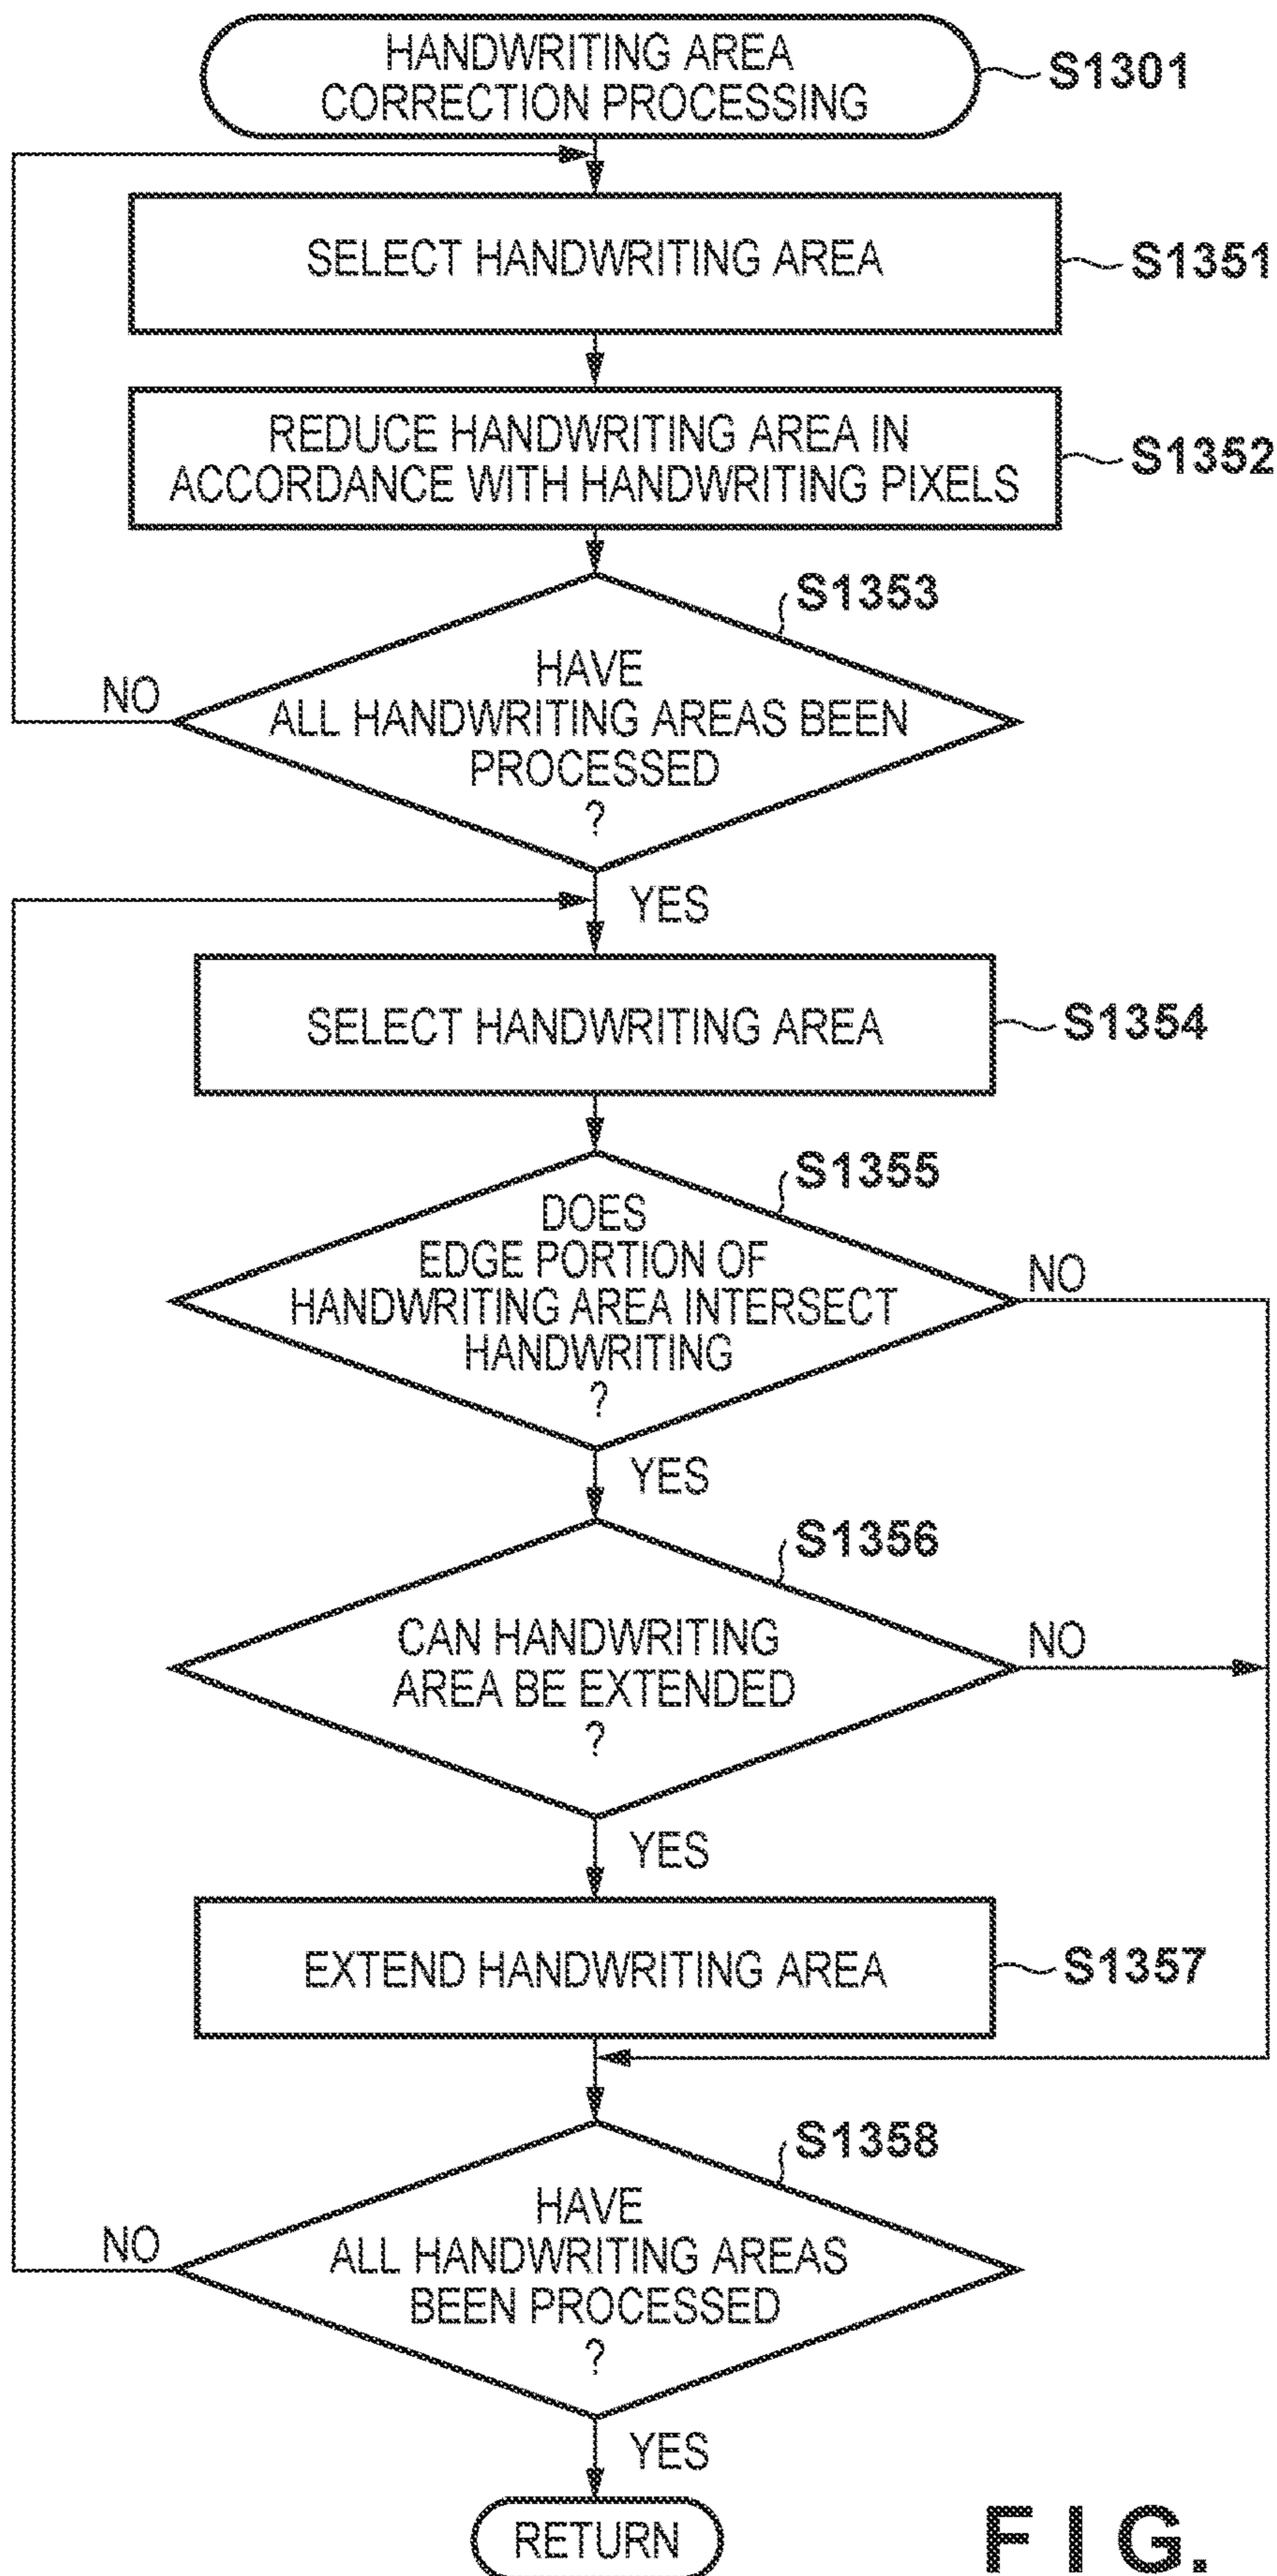 HANDWRITING AREA
CORRECTION PROCESSING
S1301
SELECT HANDWRITING AREA
S1351
REDUCE HANDWRITING AREA IN
ACCORDANCE WITH HANDWRITING PIXELS
S1352
S1353
HAVE
ALL HANDWRITING AREAS BEEN
PROCESSED
?
NO
YES
SELECT HANDWRITING AREA
S1354
S1355
DOES
EDGE PORTION OF
HANDWRITING AREA INTERSECT
HANDWRITING
?
NO
YES
S1356
CAN HANDWRITING
AREA BE EXTENDED
?
NO
YES
EXTEND HANDWRITING AREA
S1357
S1358
HAVE
ALL HANDWRITING AREAS
BEEN PROCESSED
?
NO
YES
RETURN
FIG.